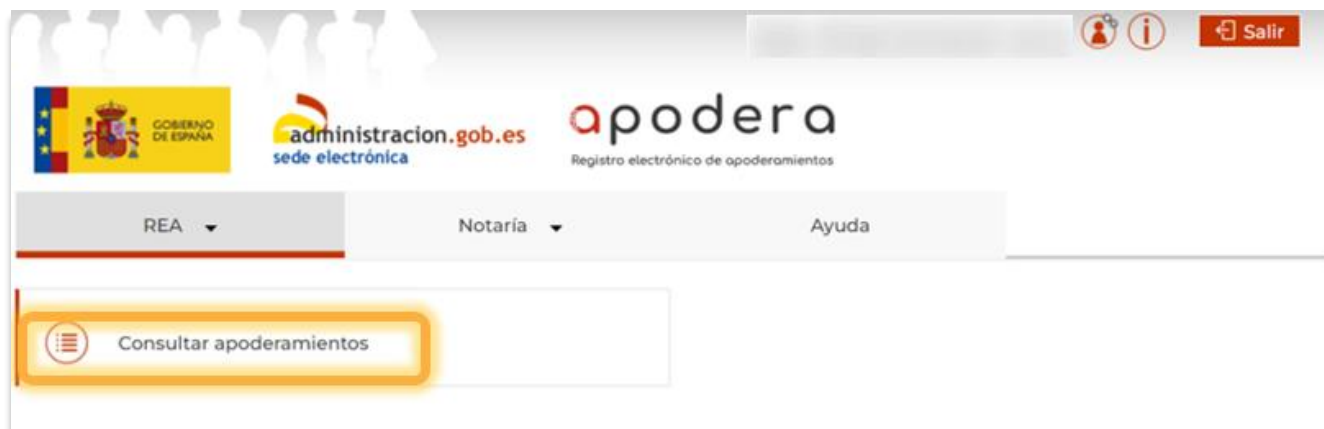 Salir
GOBIERNO
DE ESPAÑA
administracion.gob.es
sede electrónica
apodera
Registro electrónico de apoderamientos
REA
Notaría
Ayuda
Consultar apoderamientos